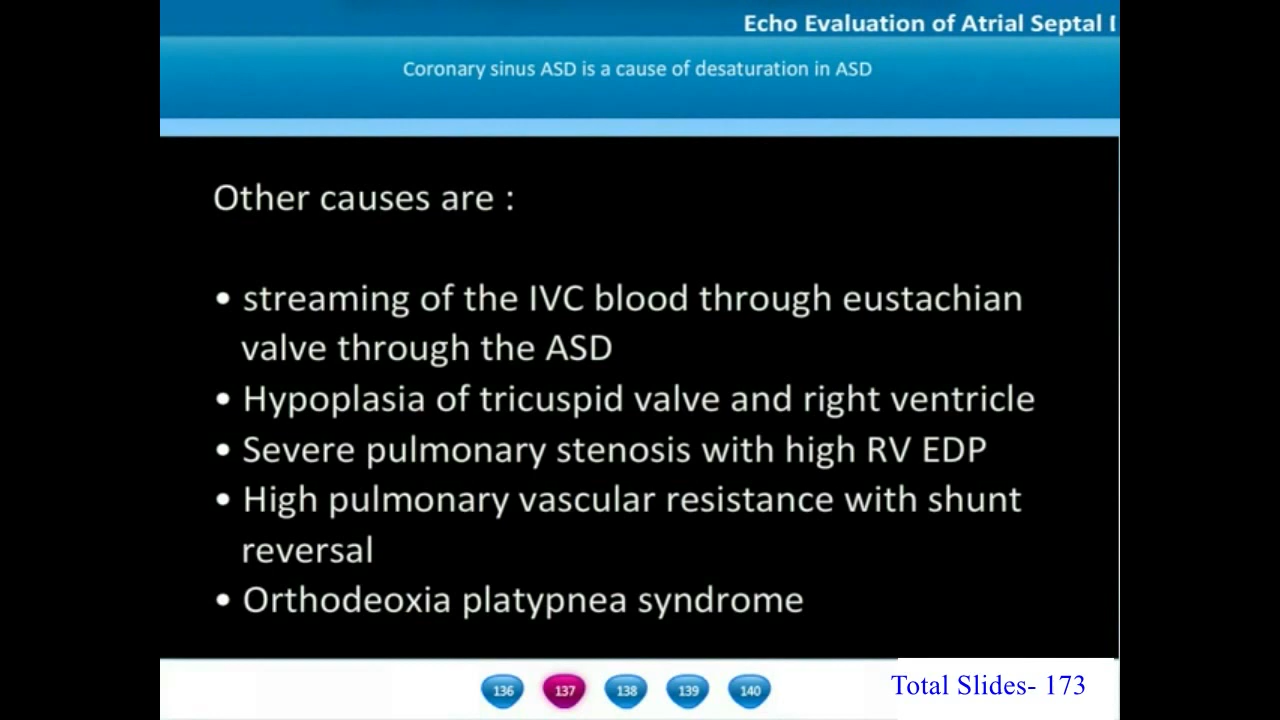 Echo Evaluation of Atrial Septal
Coronary sinus ASD is a cause of desaturation in ASD
Other causes are :
• streaming of the IVC blood through eustachian
valve through the ASD
• Hypoplasia of tricuspid valve and right ventricle
• Severe pulmonary stenosis with high RV EDP
• High pulmonary vascular resistance with shunt
reversal
• Orthodeoxia platypnea syndrome
136 137 138 139 140
Total Slides- 173